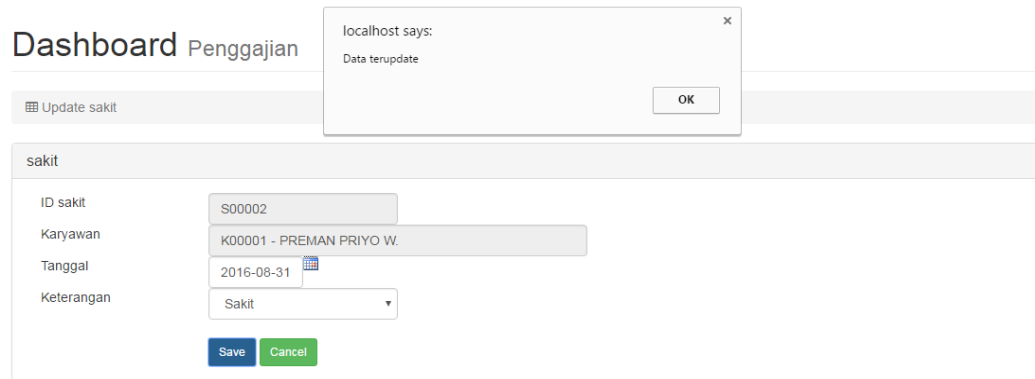 Dashboard Penggajian
localhost says:
Data terupdate
OK
Update sakit
sakit
ID sakit
S00002
Karyawan
K00001 - PREMAN PRIYO W.
Tanggal
2016-08-31
Keterangan
Sakit
Save Cancel